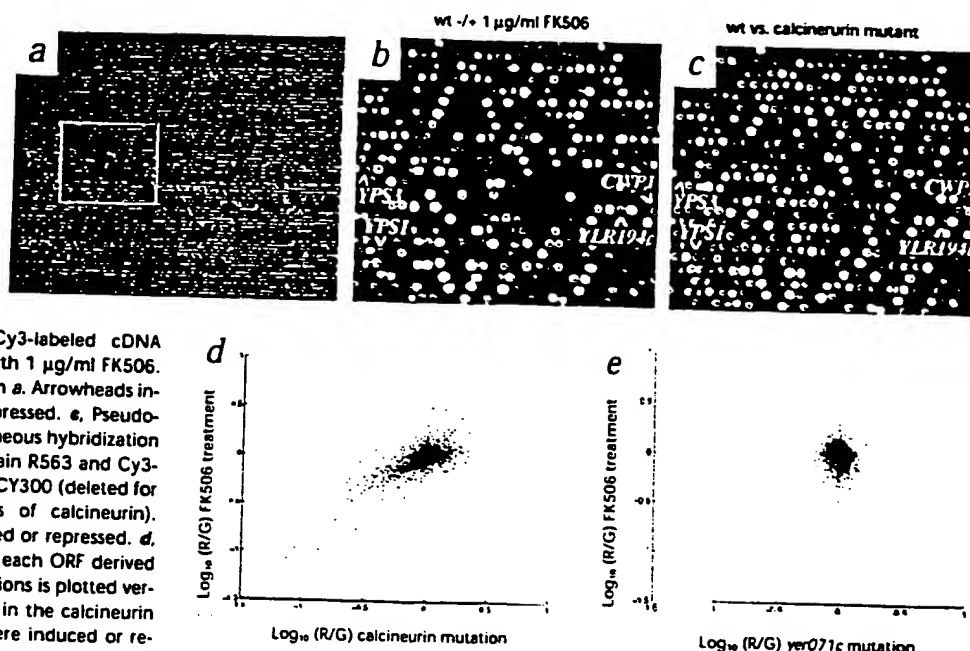 wt -/+ 1 µg/ml FK506
wt vs. calcinerurin mutant
a
b
c
YPS3
YPS1
CWP1
YLR194c
YPS3
YPS1
CWP1
YLR194c
Cy3-labeled cDNA
th 1 µg/ml FK506.
n a. Arrowheads in-
pressed. c, Pseudo-
neous hybridization
ain R563 and Cy3-
CY300 (deleted for
s of calcineurin).
ed or repressed. d,
each ORF derived
ions is plotted ver-
in the calcineurin
ere induced or re-
d
Log₁₀ (R/G) FK506 treatment
Log₁₀ (R/G) calcineurin mutation
e
Log₁₀ (R/G) FK506 treatment
Log₁₀ (R/G) yer071c mutation